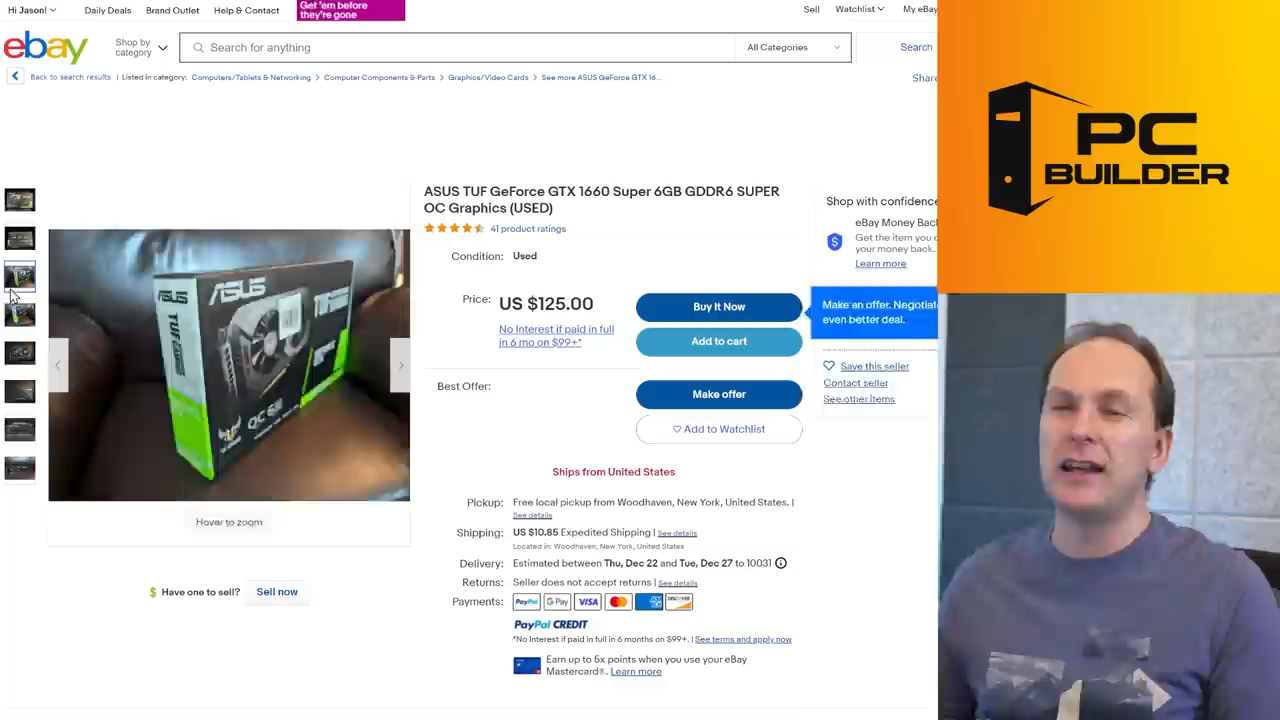 Hi Jason!
Daily Deals
Brand Outlet
Help & Contact
Get 'em before
they're gone
Sell
Watchlist
My eBay
ebay
Shop by
category
Search for anything
All Categories
Search
Back to search results
Listed in category:
Computers/Tablets & Networking
Computer Components & Parts
Graphics/Video Cards
See more ASUS GeForce GTX 16...
Share
PC
BUILDER
ASUS TUF GeForce GTX 1660 Super 6GB GDDR6 SUPER
OC Graphics (USED)
41 product ratings
Condition:
Used
Price:
US $125.00
No Interest if paid in full
in 6 mo on $99+*
Buy It Now
Add to cart
Best Offer:
Make offer
Add to Watchlist
Shop with confidence
eBay Money Back
Get the item you o
your money back.
Learn more
Make an offer. Negotiate
even better deal.
Save this seller
Contact seller
See other items
ASUS
ASUS
TUF
OC
Hover to zoom
$ Have one to sell?
Sell now
Ships from United States
Pickup:
Free local pickup from Woodhaven, New York, United States. |
See details
Shipping:
US $10.85 Expedited Shipping | See details
Located in: Woodhaven, New York, United States
Delivery:
Estimated between Thu, Dec 22 and Tue, Dec 27 to 10031
Returns:
Seller does not accept returns | See details
Payments:
PayPal
G Pay
VISA
DISCOVER
PayPal CREDIT
*No Interest if paid in full in 6 months on $99+. | See terms and apply now
Earn up to 5x points when you use your eBay
Mastercard®. Learn more